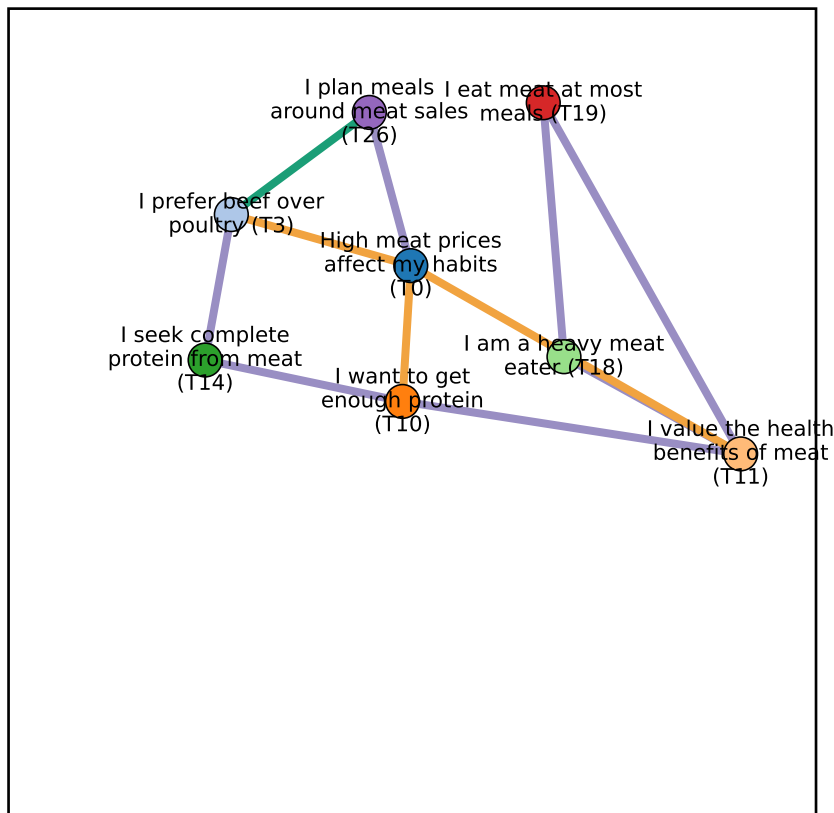 I plan meals
around meat sales
(T26)
I eat meat at most
meals (T19)
I prefer beef over
poultry (T3)
High meat prices
affect my habits
(T0)
I seek complete
protein from meat
(T14)
I am a heavy meat
eater (T18)
I want to get
enough protein
(T10)
I value the health
benefits of meat
(T11)